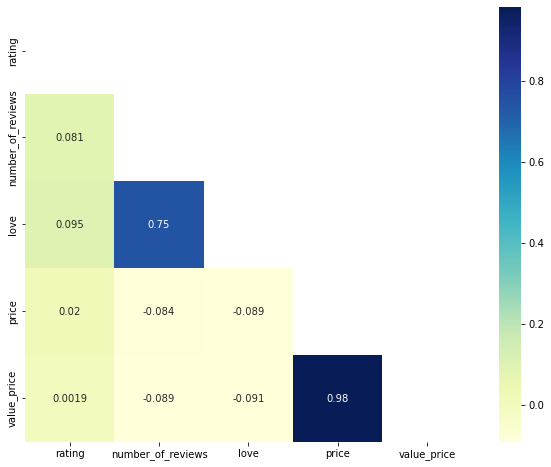 rating
number_of_reviews
love
price
value_price
0.081
0.095 0.75
0.02 -0.084 -0.089
0.0019 -0.089 -0.091 0.98
rating number_of_reviews love price value_price
0.8
0.6
0.4
0.2
0.0